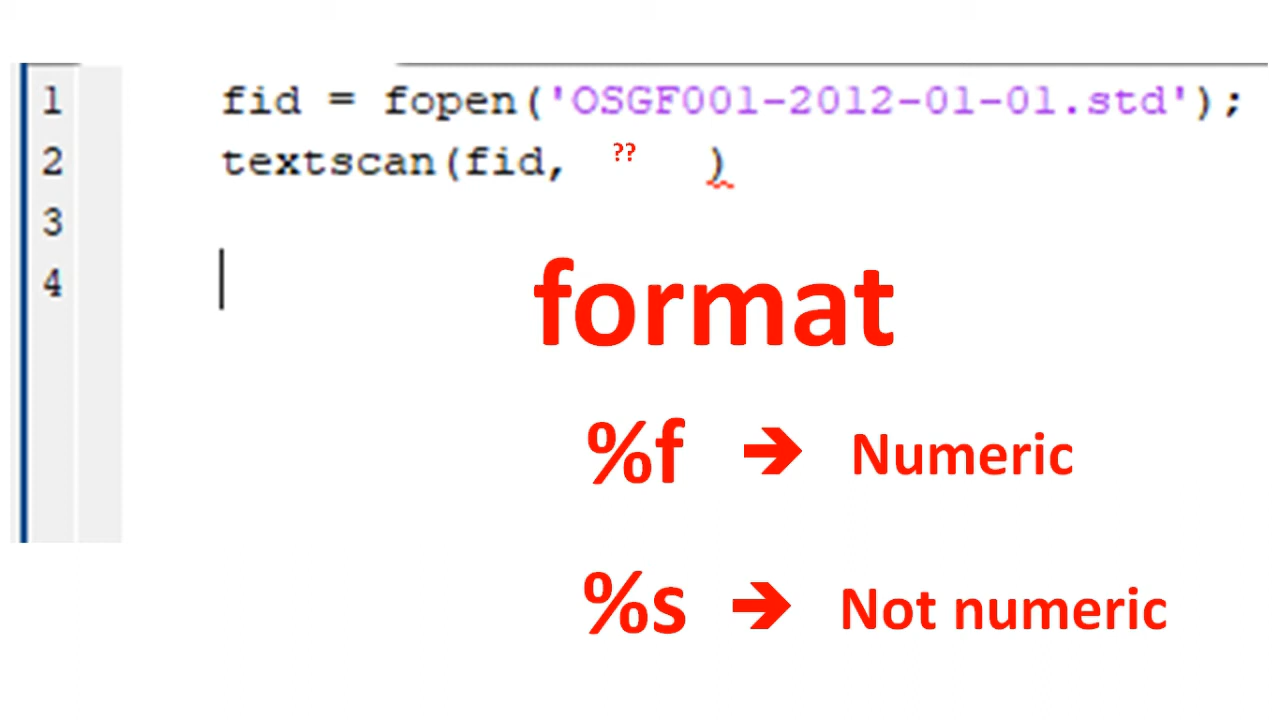 1 fid = fopen('OSGF001-2012-01-01.std');
2 textscan(fid, ?? )
3
4
format
%f ➔ Numeric
%s ➔ Not numeric